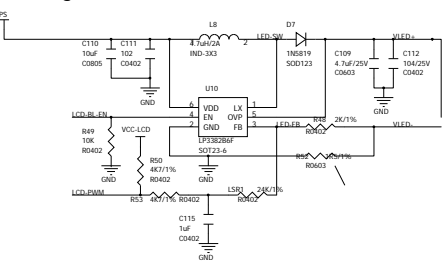 PS
L8
D7
4.7uH/2A
2
LED-SW
VLED+
C110
10uF
C0805
C111
102
C0402
IND-3X3
1N5819
SOD123
C109
4.7uF/25V
C0603
C112
104/25V
C0402
GND
GND
U10
6 VDD LX 1
4 EN OVP 5
2 GND FB 3
LP3382B6F
SOT23-6
LCD-BL-EN
R49
10K
R0402
VCC-LCD
LED-FB
R48 2K/1%
R0402
VLED-
R50
4K7/1%
R0402
R52 1R5/1%
R0603
GND
GND
GND
LCD-PWM
R53 4K7/1% R0402
LSR1 24K/1%
R0402
C115
1uF
C0402
GND